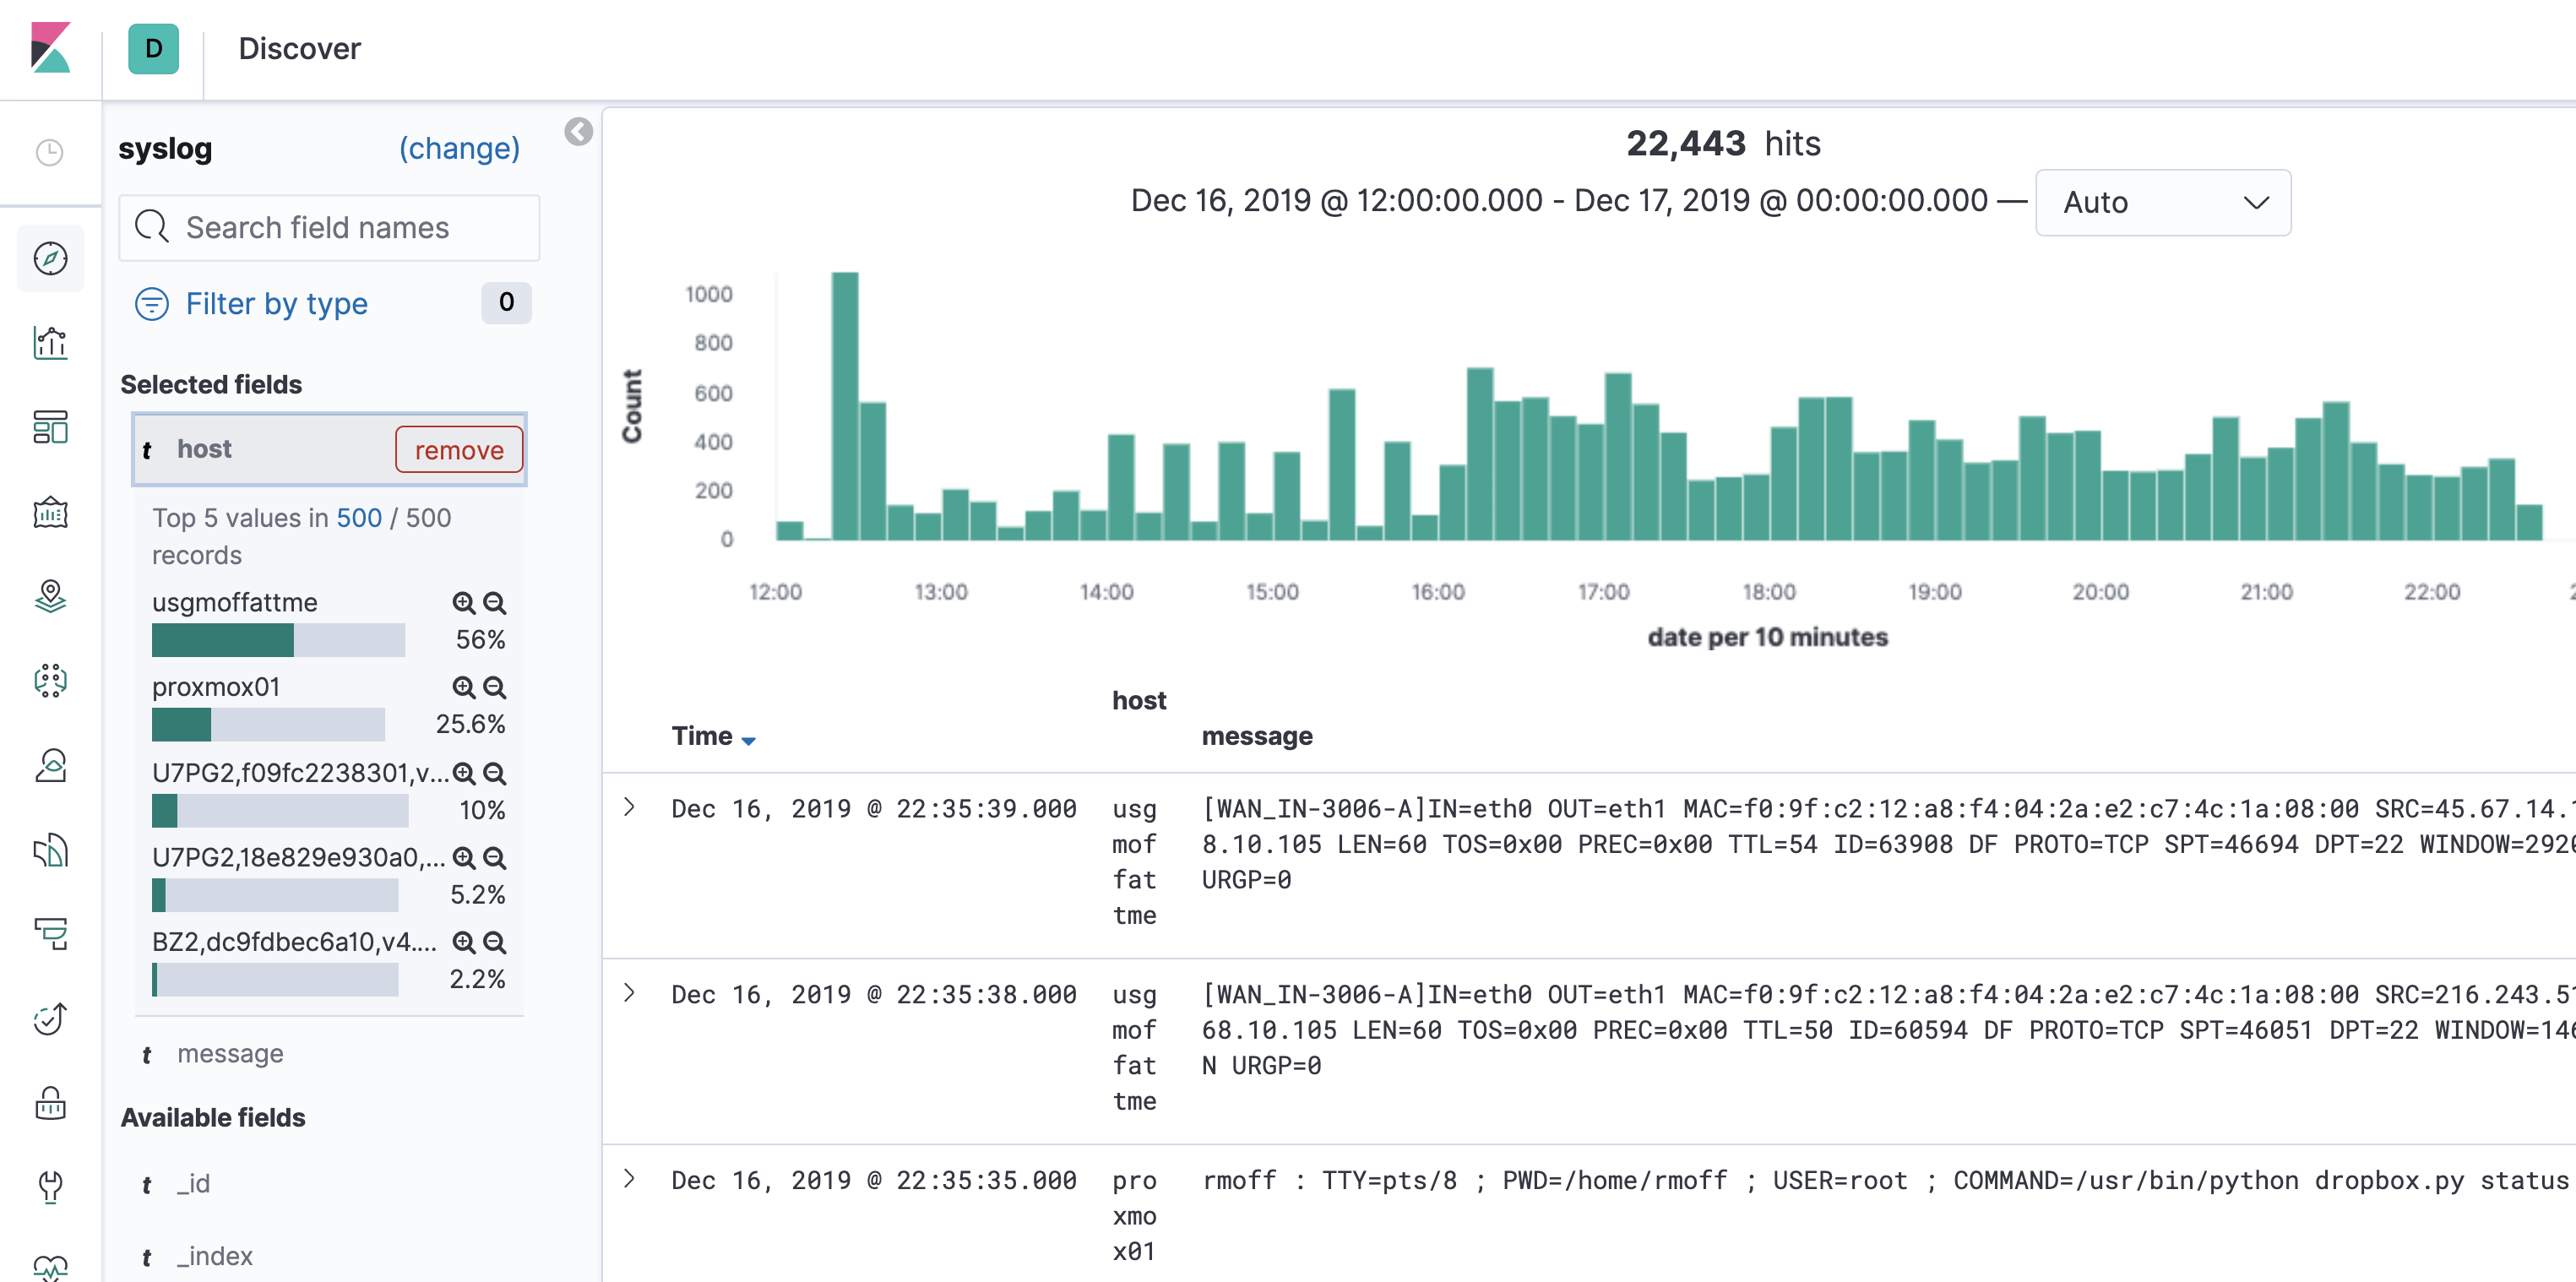 D Discover
syslog (change)
Search field names
Filter by type 0
Selected fields
t host remove
Top 5 values in 500 / 500
records
usgmoffattme
56%
proxmox01
25.6%
U7PG2,f09fc2238301,v...
10%
U7PG2,18e829e930a0,...
5.2%
BZ2,dc9fdbec6a10,v4....
2.2%
t message
Available fields
t _id
t _index
22,443 hits
Dec 16, 2019 @ 12:00:00.000 - Dec 17, 2019 @ 00:00:00.000 — Auto
Count
1000
800
600
400
200
0
12:00 13:00 14:00 15:00 16:00 17:00 18:00 19:00 20:00 21:00 22:00
date per 10 minutes
Time host message
Dec 16, 2019 @ 22:35:39.000
usg
mof
fat
tme
[WAN_IN-3006-A]IN=eth0 OUT=eth1 MAC=f0:9f:c2:12:a8:f4:04:2a:e2:c7:4c:1a:08:00 SRC=45.67.14.
8.10.105 LEN=60 TOS=0x00 PREC=0x00 TTL=54 ID=63908 DF PROTO=TCP SPT=46694 DPT=22 WINDOW=292
URGP=0
Dec 16, 2019 @ 22:35:38.000
usg
mof
fat
tme
[WAN_IN-3006-A]IN=eth0 OUT=eth1 MAC=f0:9f:c2:12:a8:f4:04:2a:e2:c7:4c:1a:08:00 SRC=216.243.5
68.10.105 LEN=60 TOS=0x00 PREC=0x00 TTL=50 ID=60594 DF PROTO=TCP SPT=46051 DPT=22 WINDOW=14
N URGP=0
Dec 16, 2019 @ 22:35:35.000
pro
xmo
x01
rmoff : TTY=pts/8 ; PWD=/home/rmoff ; USER=root ; COMMAND=/usr/bin/python dropbox.py status